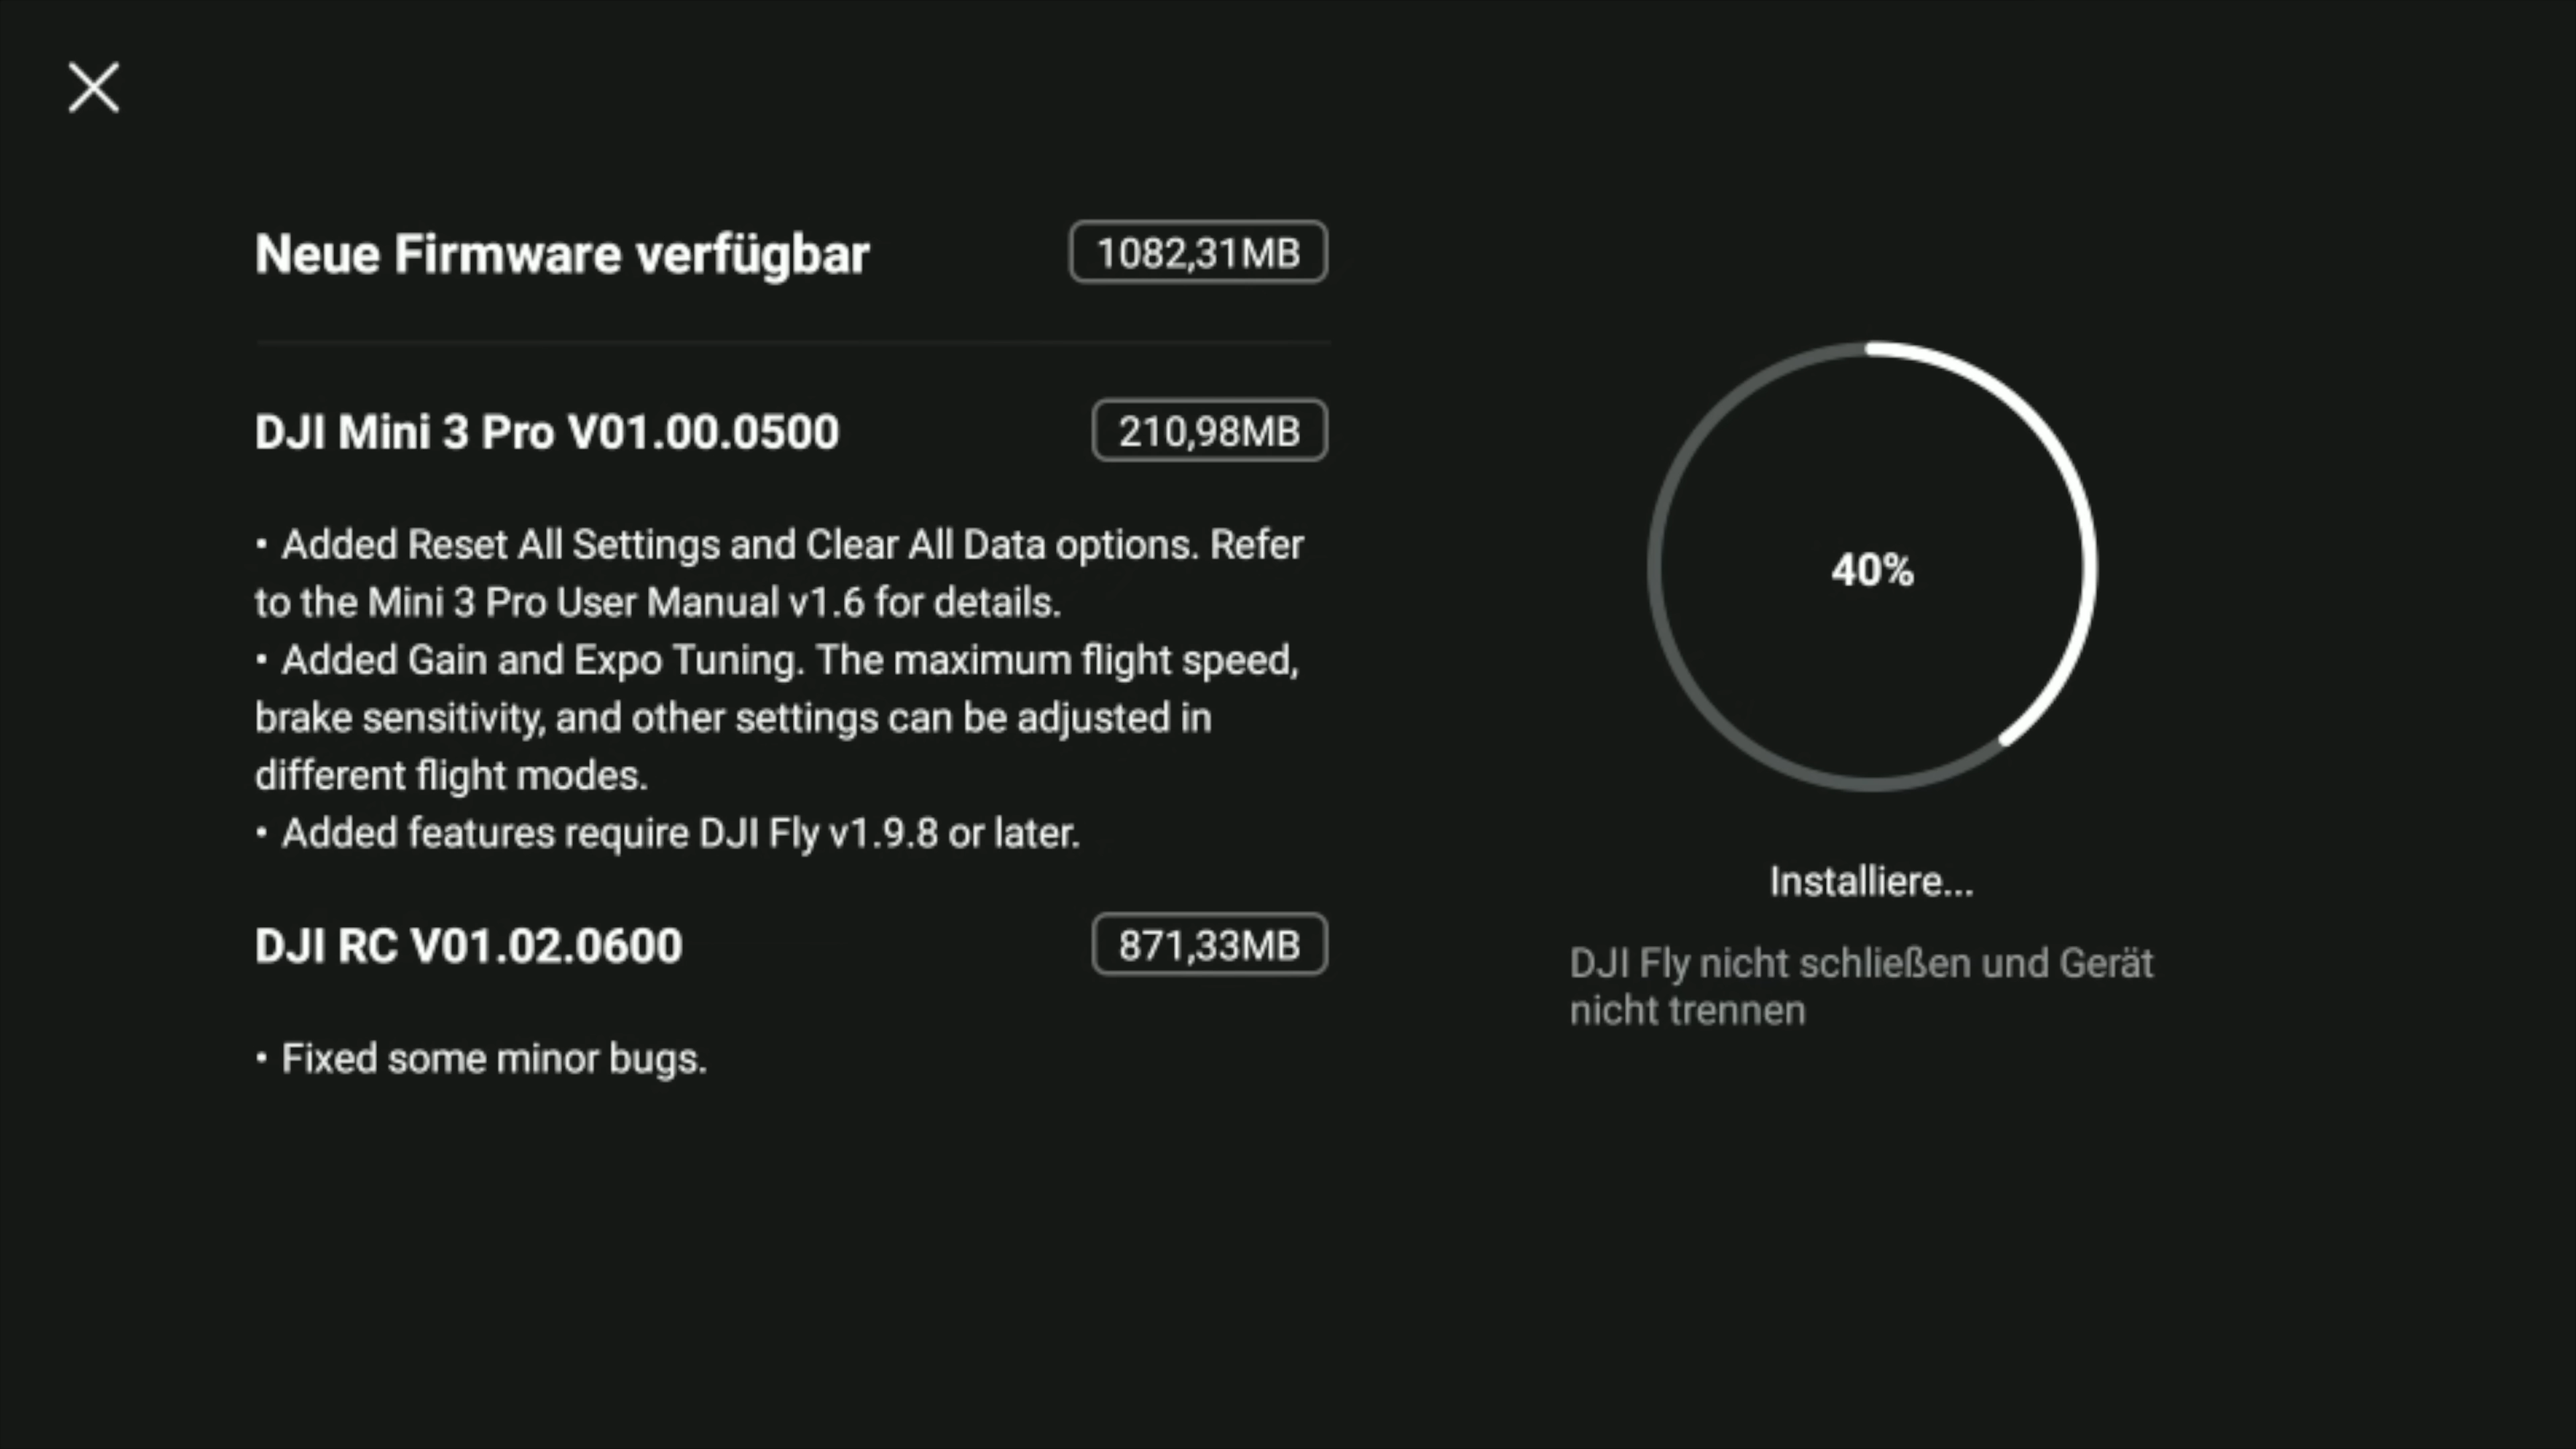 Neue Firmware verfügbar
1082,31MB
DJI Mini 3 Pro V01.00.0500
210,98MB
• Added Reset All Settings and Clear All Data options. Refer
to the Mini 3 Pro User Manual v1.6 for details.
• Added Gain and Expo Tuning. The maximum flight speed,
brake sensitivity, and other settings can be adjusted in
different flight modes.
• Added features require DJI Fly v1.9.8 or later.
DJI RC V01.02.0600
871,33MB
• Fixed some minor bugs.
40%
Installiere...
DJI Fly nicht schließen und Gerät
nicht trennen